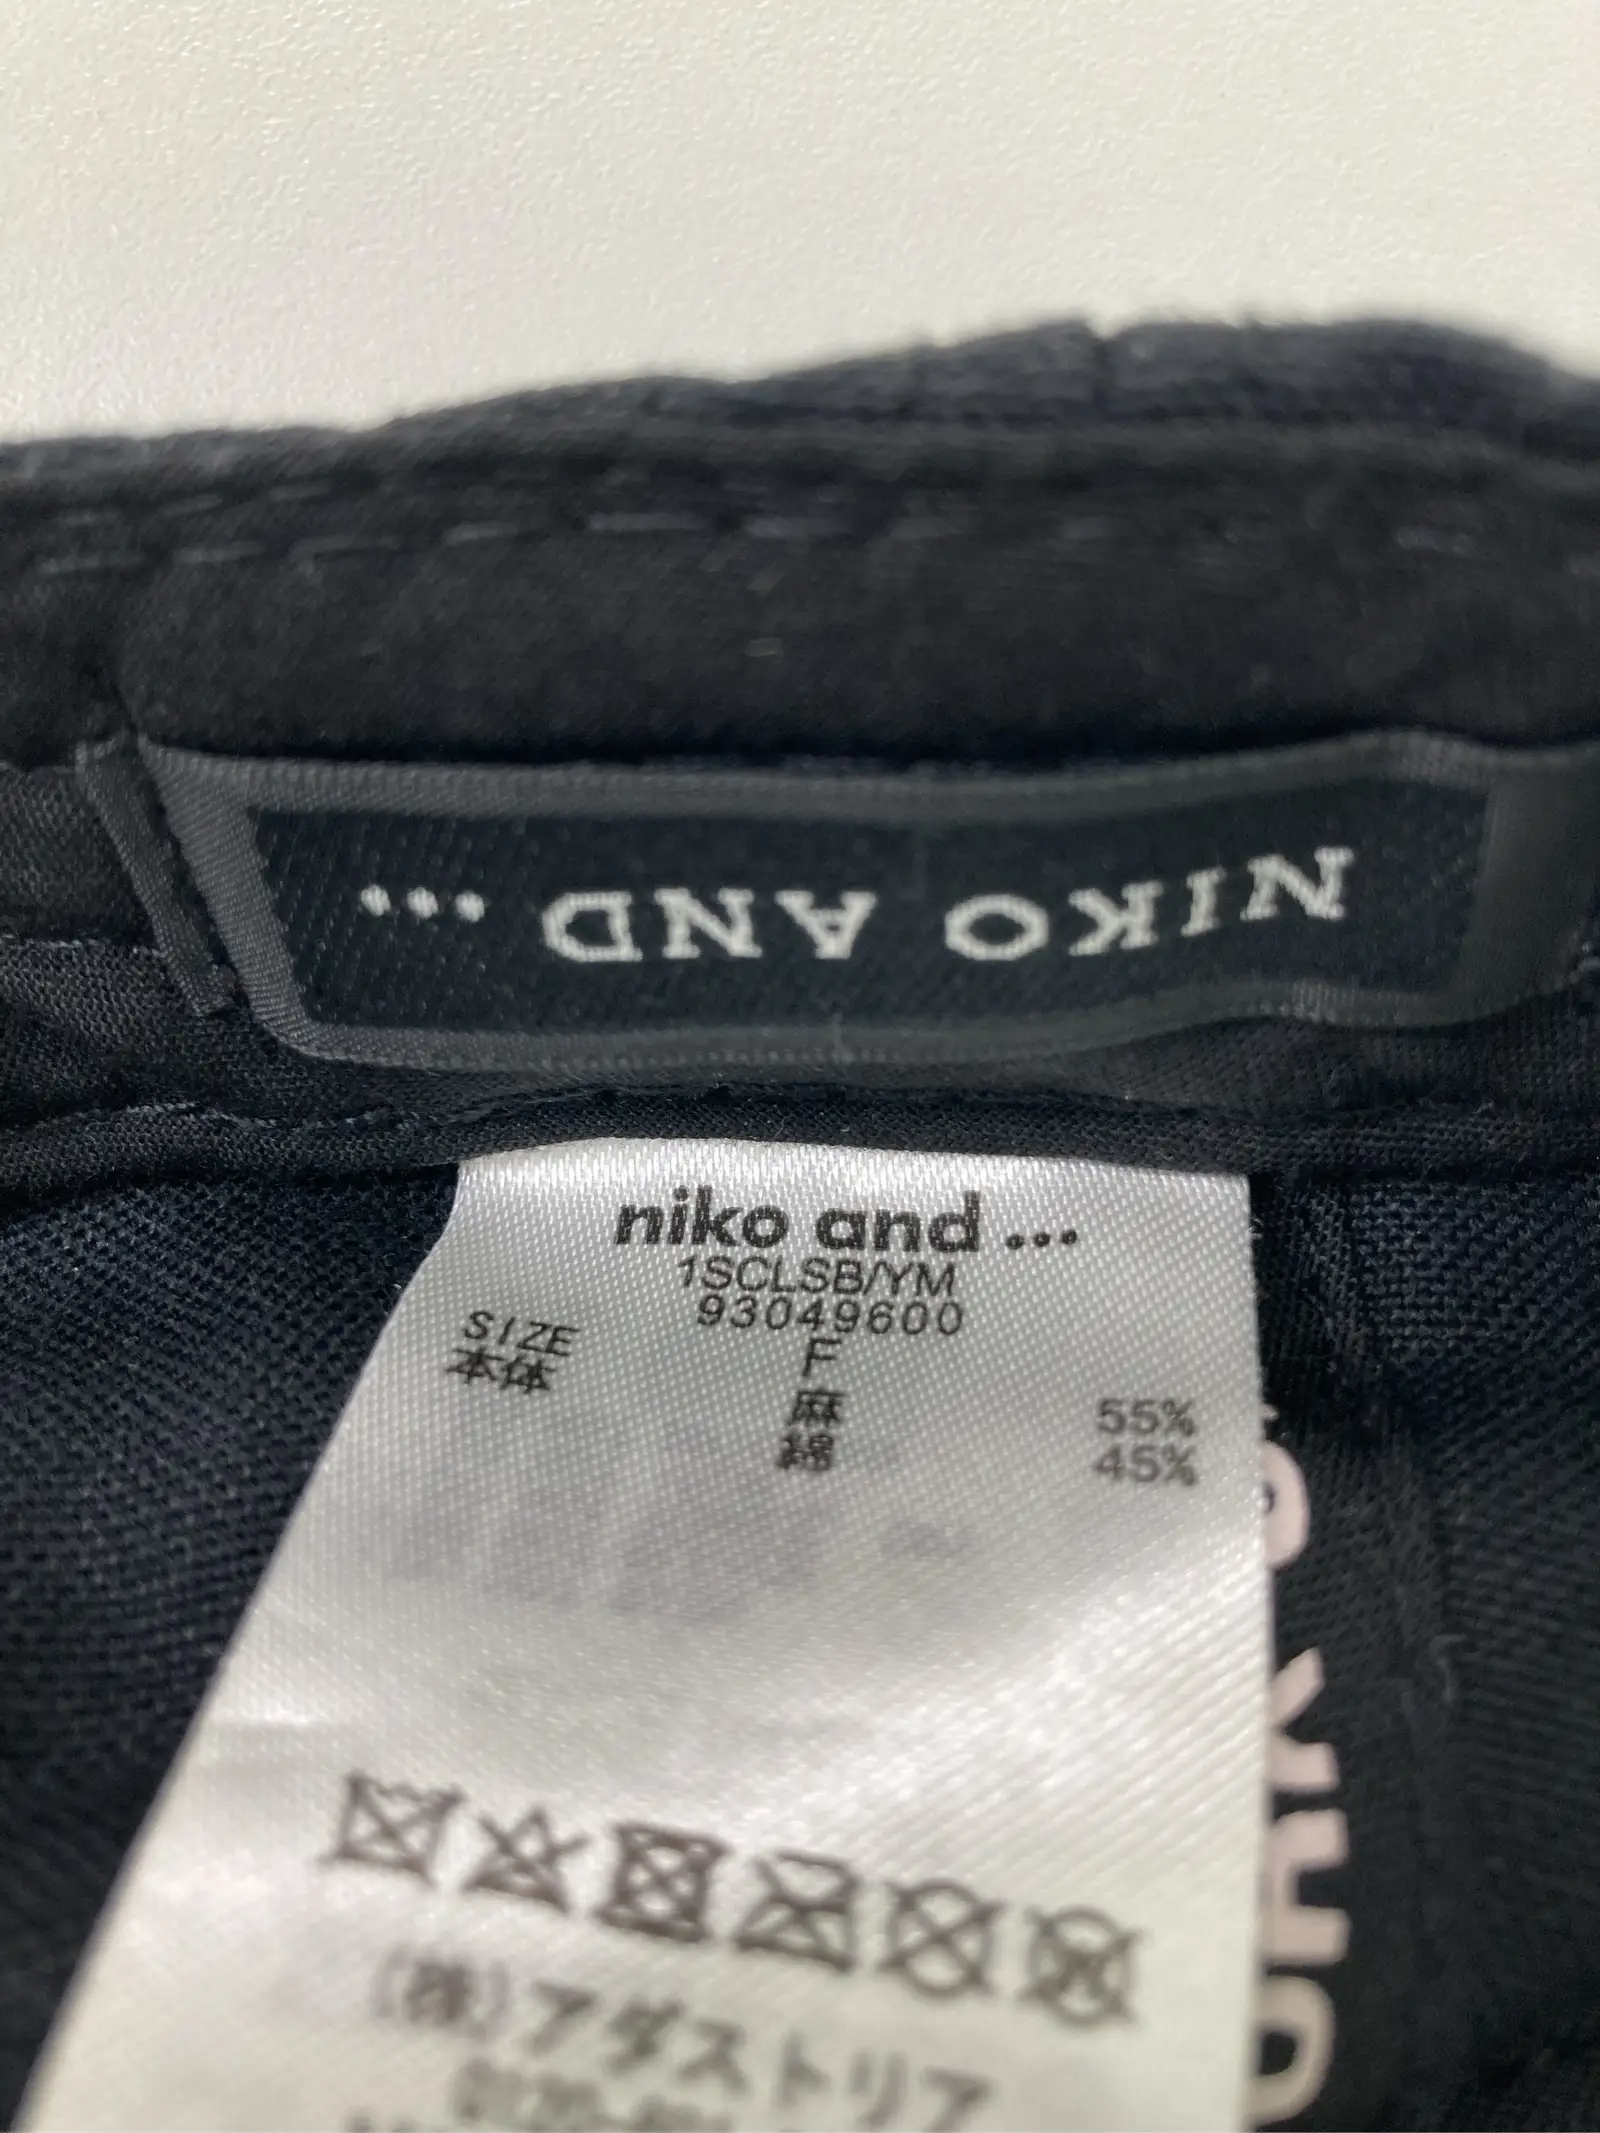 NIKO AND ...
niko and ...
1SCLSB/YM
93049600
SIZE F
本体 麻 55%
綿 45%
(株)アダストリア